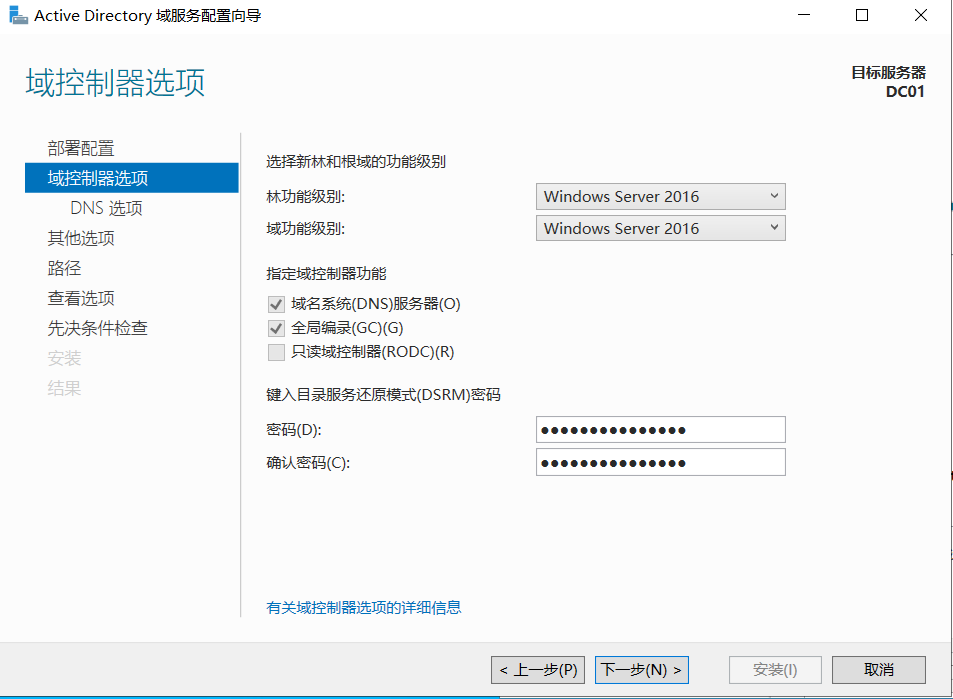 Active Directory 域服务配置向导
域控制器选项
目标服务器
DC01
部署配置
域控制器选项
DNS 选项
其他选项
路径
查看选项
先决条件检查
安装
结果
选择新林和根域的功能级别
林功能级别:
Windows Server 2016
域功能级别:
Windows Server 2016
指定域控制器功能
域名系统(DNS)服务器(O)
全局编录(GC)(G)
只读域控制器(RODC)(R)
键入目录服务还原模式(DSRM)密码
密码(D):
●●●●●●●●●●●●●●●
确认密码(C):
●●●●●●●●●●●●●●●
有关域控制器选项的详细信息
< 上一步(P)
下一步(N) >
安装(I)
取消